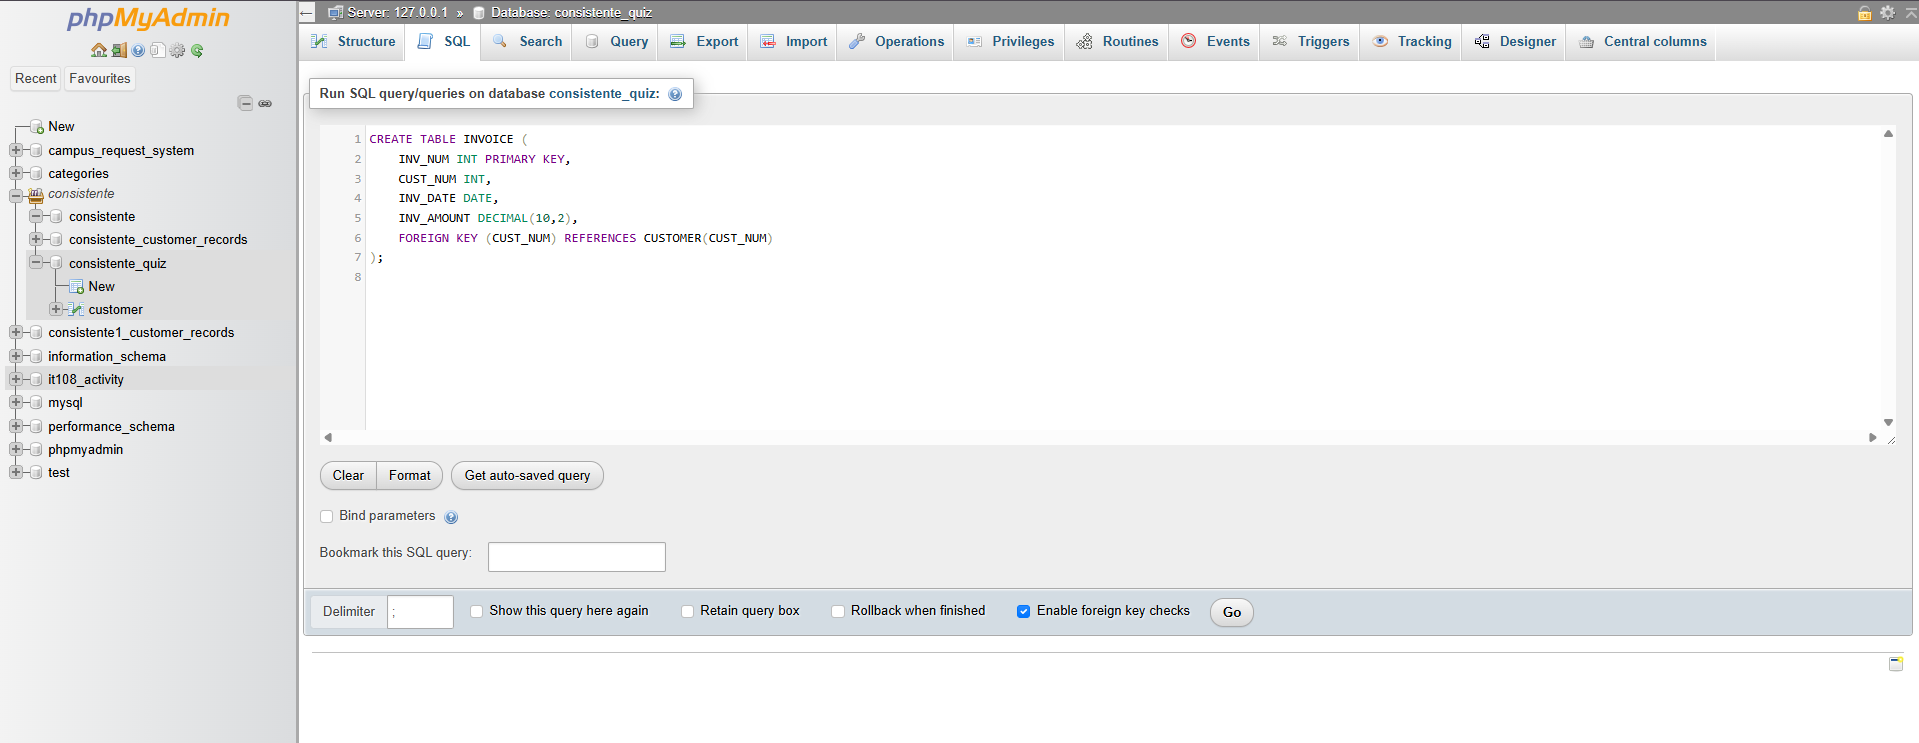 phpMyAdmin
Recent
Favourites
New
campus_request_system
categories
consistente
consistente
consistente_customer_records
consistente_quiz
New
customer
consistente1_customer_records
information_schema
it108_activity
mysql
performance_schema
phpmyadmin
test
Server: 127.0.0.1 » Database: consistente_quiz
Structure SQL Search Query Export Import Operations Privileges Routines Events Triggers Tracking Designer Central columns
Run SQL query/queries on database consistente_quiz:
1 CREATE TABLE INVOICE (
2 INV_NUM INT PRIMARY KEY,
3 CUST_NUM INT,
4 INV_DATE DATE,
5 INV_AMOUNT DECIMAL(10,2),
6 FOREIGN KEY (CUST_NUM) REFERENCES CUSTOMER(CUST_NUM)
7 );
8
Clear Format Get auto-saved query
Bind parameters
Bookmark this SQL query:
Delimiter ; Show this query here again Retain query box Rollback when finished Enable foreign key checks Go